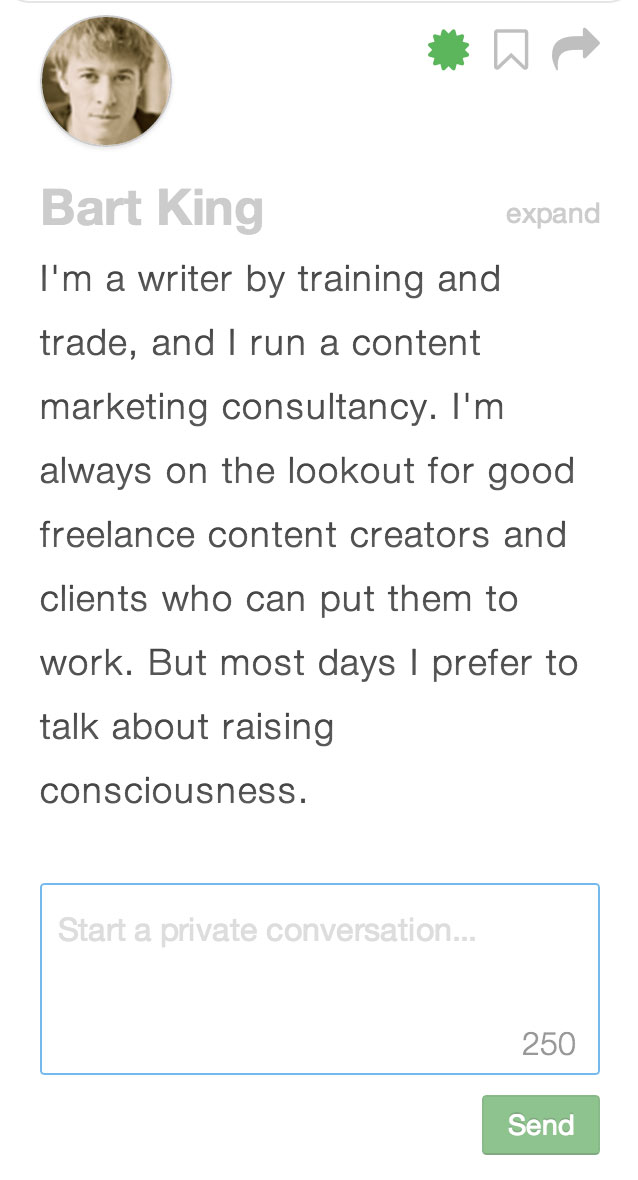 Bart King
expand
I'm a writer by training and
trade, and I run a content
marketing consultancy. I'm
always on the lookout for good
freelance content creators and
clients who can put them to
work. But most days I prefer to
talk about raising
consciousness.
Start a private conversation...
250
Send